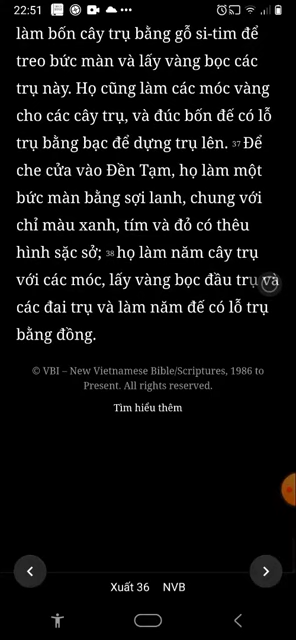 22:51
làm bốn cây trụ bằng gỗ si-tim để
treo bức màn và lấy vàng bọc các
trụ này. Họ cũng làm các móc vàng
cho các cây trụ, và đúc bốn đế có lỗ
trụ bằng bạc để dựng trụ lên. 37 Để
che cửa vào Đền Tạm, họ làm một
bức màn bằng sợi lanh, chung với
chỉ màu xanh, tím và đỏ có thêu
hình sặc sở; 38 họ làm năm cây trụ
với các móc, lấy vàng bọc đầu trụ và
các đai trụ và làm năm đế có lỗ trụ
bằng đồng.
© VBI – New Vietnamese Bible/Scriptures, 1986 to
Present. All rights reserved.
Tìm hiểu thêm
Xuất 36 NVB